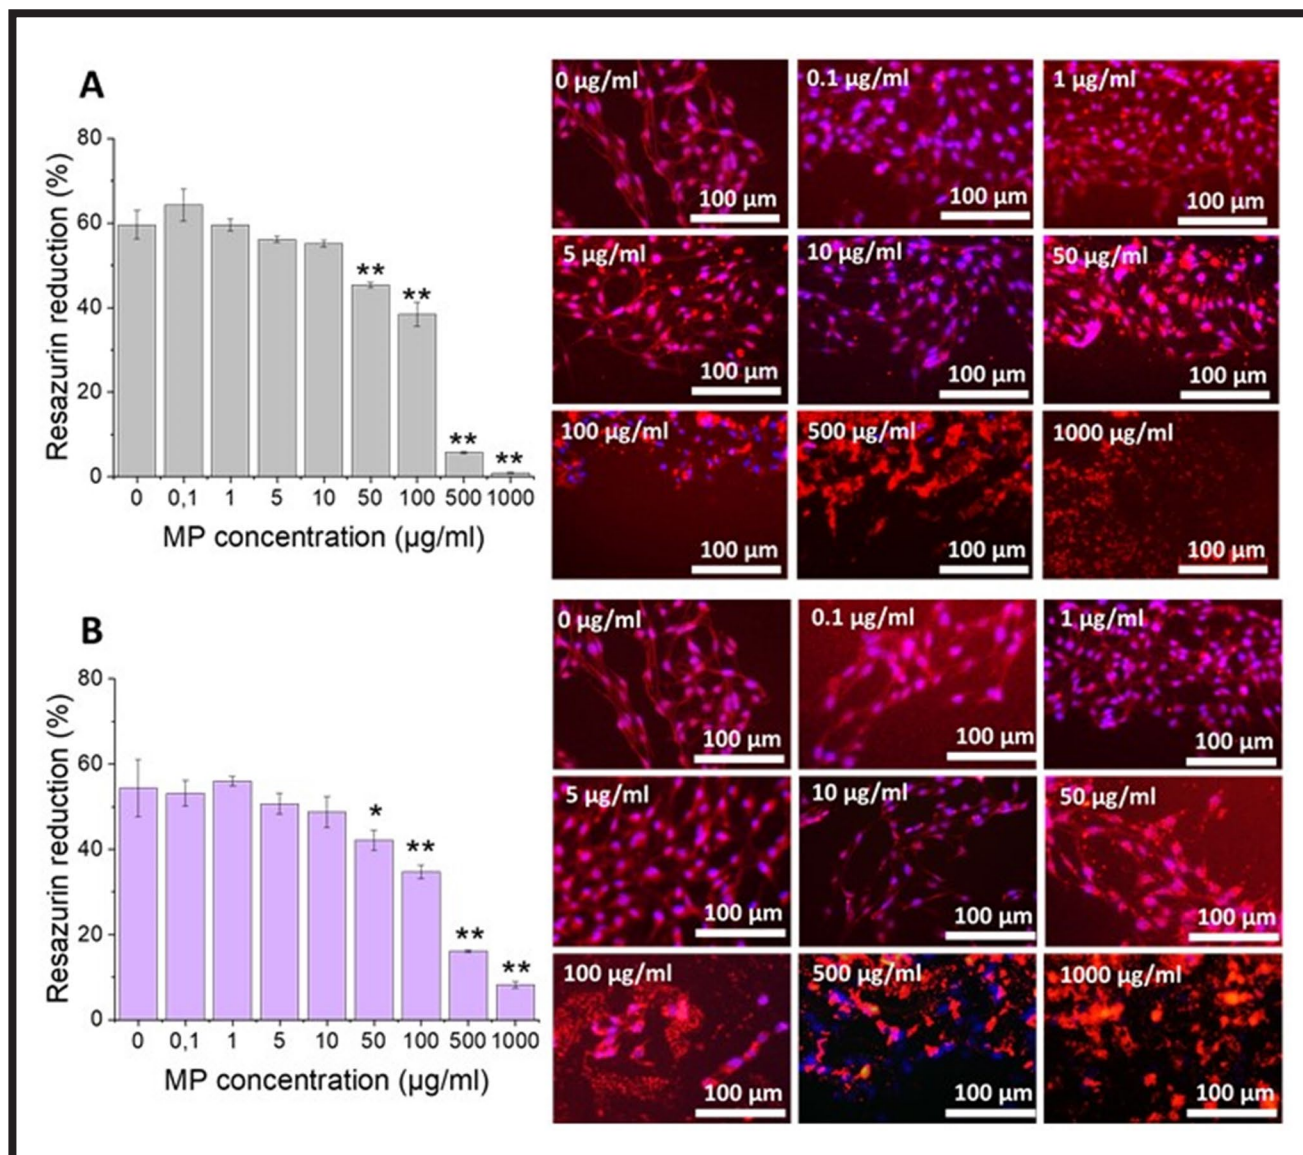 A
Resazurin reduction (%)
80
60
40
20
0
** ** ** **
0 0,1 1 5 10 50 100 500 1000
MP concentration (µg/ml)
0 µg/ml 0.1 µg/ml 1 µg/ml
100 µm 100 µm 100 µm
5 µg/ml 10 µg/ml 50 µg/ml
100 µm 100 µm 100 µm
100 µg/ml 500 µg/ml 1000 µg/ml
100 µm 100 µm 100 µm
B
Resazurin reduction (%)
80
60
40
20
0
* ** ** **
0 0,1 1 5 10 50 100 500 1000
MP concentration (µg/ml)
0 µg/ml 0.1 µg/ml 1 µg/ml
100 µm 100 µm 100 µm
5 µg/ml 10 µg/ml 50 µg/ml
100 µm 100 µm 100 µm
100 µg/ml 500 µg/ml 1000 µg/ml
100 µm 100 µm 100 µm